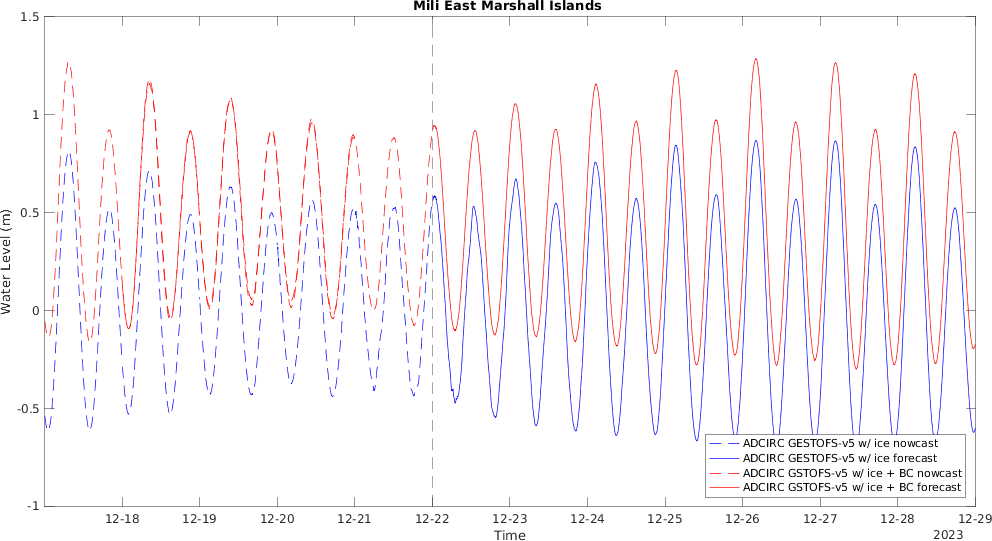 Mili East Marshall Islands
1.5
1
0.5
0
-0.5
-1
Water Level (m)
ADCIRC GESTOFS-v5 w/ ice nowcast
ADCIRC GESTOFS-v5 w/ ice forecast
ADCIRC GSTOFS-v5 w/ ice + BC nowcast
ADCIRC GSTOFS-v5 w/ ice + BC forecast
12-18 12-19 12-20 12-21 12-22 12-23 12-24 12-25 12-26 12-27 12-28 12-29
Time
2023